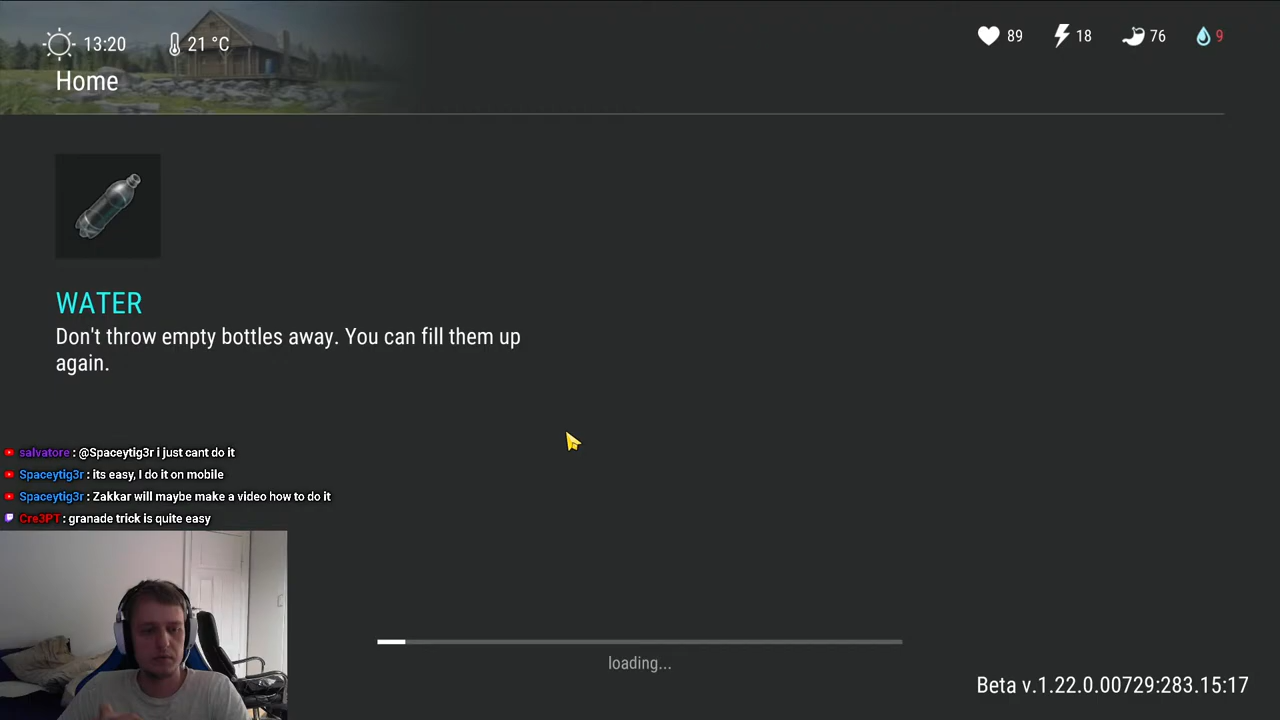 13:20 21 °C 89 18 76 9
Home
WATER
Don't throw empty bottles away. You can fill them up
again.
salvatore : @Spaceytig3r i just cant do it
Spaceytig3r : its easy, I do it on mobile
Spaceytig3r : Zakkar will maybe make a video how to do it
Cre3PT : granade trick is quite easy
loading...
Beta v.1.22.0.00729:283.15:17